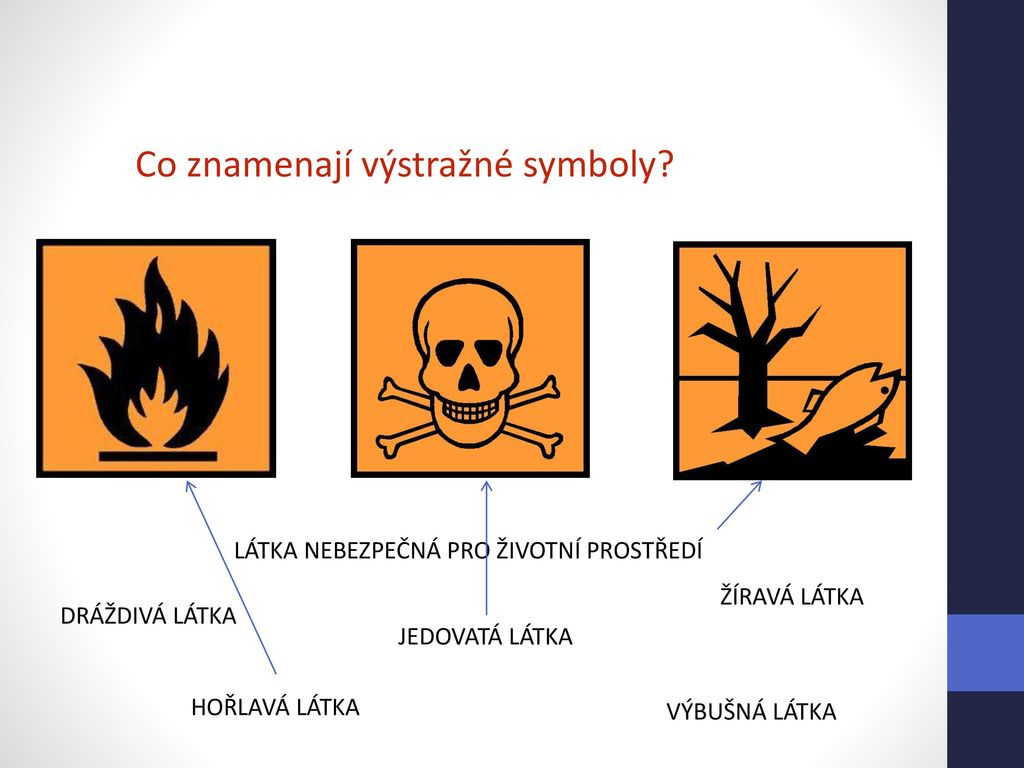 Co znamenají výstražné symboly?
LÁTKA NEBEZPEČNÁ PRO ŽIVOTNÍ PROSTŘEDÍ
ŽÍRAVÁ LÁTKA
DRÁŽDIVÁ LÁTKA
JEDOVATÁ LÁTKA
HOŘLAVÁ LÁTKA
VÝBUŠNÁ LÁTKA